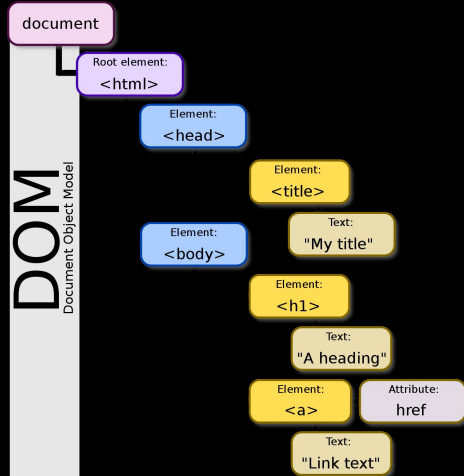 document
Root element:
<html>
Element:
<head>
Element:
<title>
Text:
"My title"
Element:
<body>
Element:
<h1>
Text:
"A heading"
Element:
<a>
Attribute:
href
Text:
"Link text"
DOM
Document Object Model